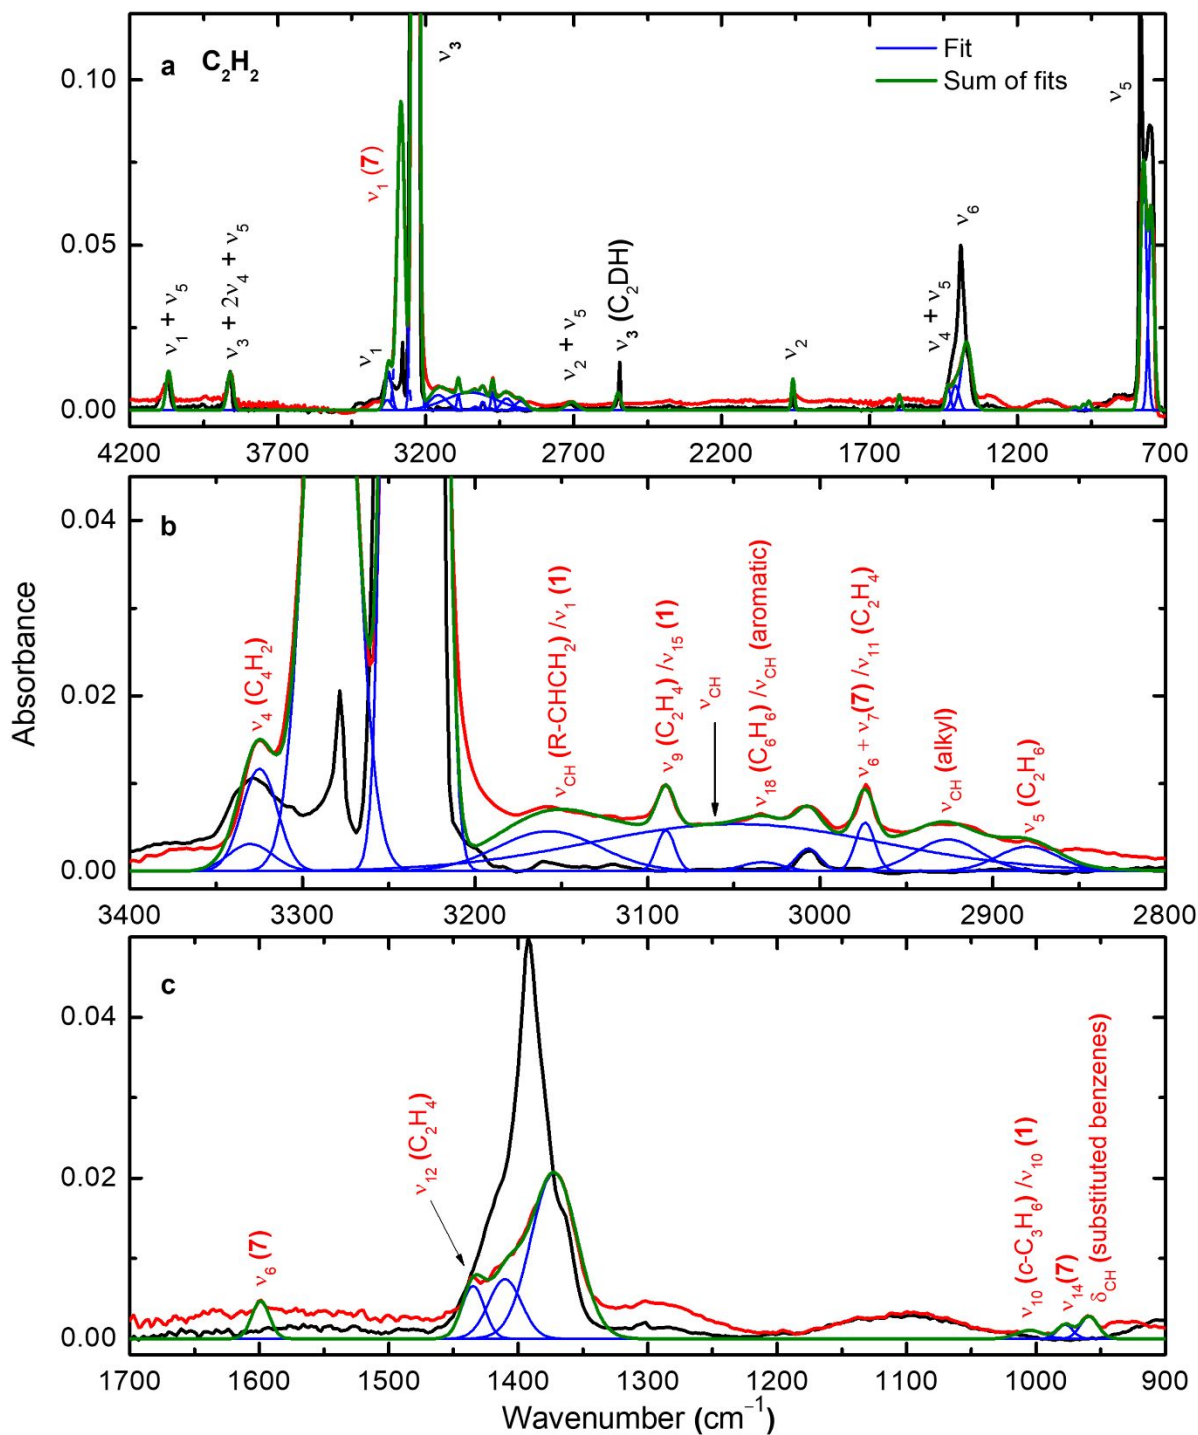 a C₂H₂
Fit
Sum of fits
ν₁ + ν₅
ν₃ + 2ν₄ + ν₅
ν₁
ν₁ (7)
ν₃
ν₂ + ν₅
ν₃ (C₂DH)
ν₂
ν₄ + ν₅
ν₆
ν₅
0.10
0.05
0.00
4200 3700 3200 2700 2200 1700 1200 700
b
ν₄ (C₄H₂)
ν_CH (R-CHCH₂) /ν₁ (1)
ν₉ (C₂H₄) /ν₁₅ (1)
ν_CH
ν₁₈ (C₆H₆) /ν_CH (aromatic)
ν₆ + ν₇(7) /ν₁₁ (C₂H₄)
ν_CH (alkyl)
ν₅ (C₂H₆)
0.04
0.02
0.00
3400 3300 3200 3100 3000 2900 2800
Absorbance
c
ν₆ (7)
ν₁₂ (C₂H₄)
ν₁₀ (c-C₃H₆) /ν₁₀ (1)
ν₁₄(7)
δ_CH (substituted benzenes)
0.04
0.02
0.00
1700 1600 1500 1400 1300 1200 1100 1000 900
Wavenumber (cm⁻¹)